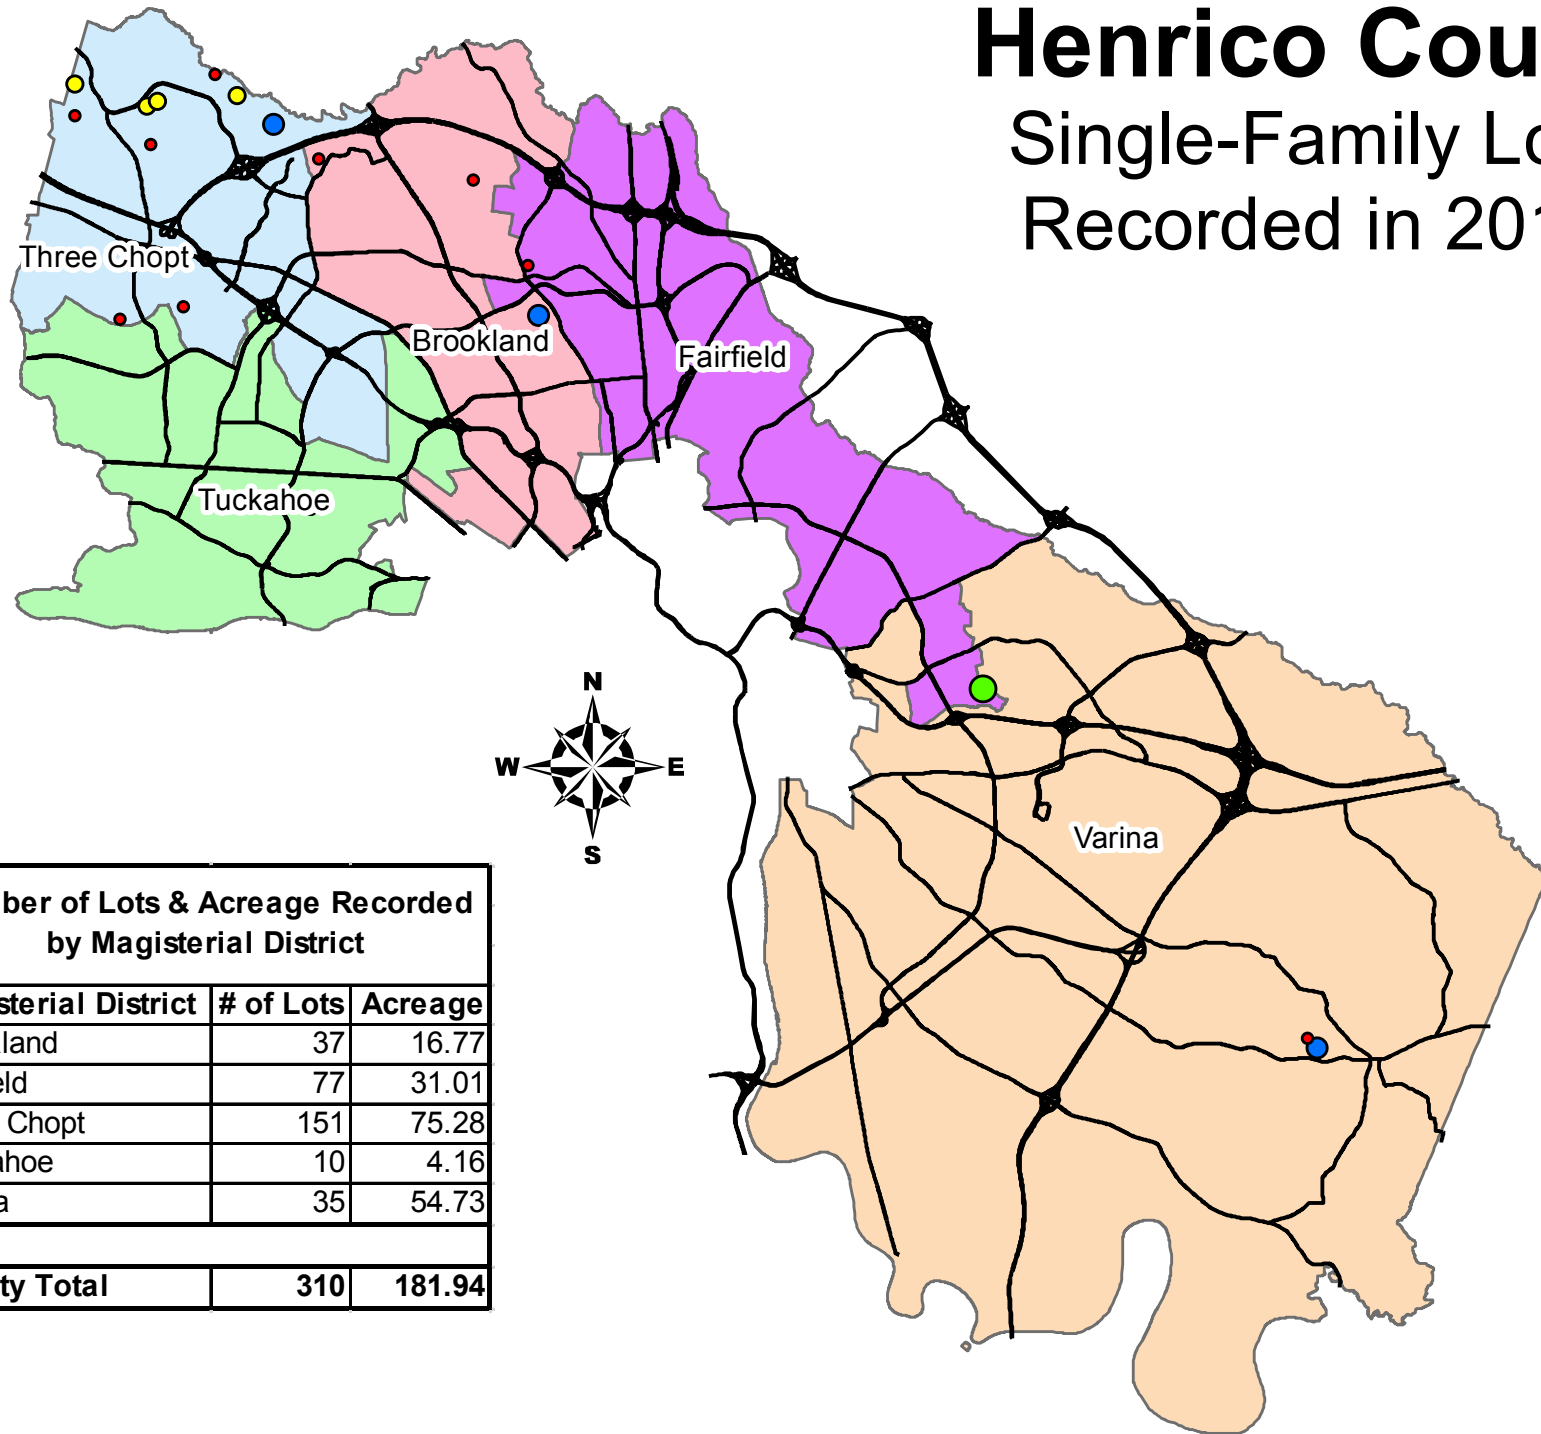 Henrico Cou
Single-Family Lo
Recorded in 201
Three Chopt
Brookland
Fairfield
Tuckahoe
Varina
N
W E
S
ber of Lots & Acreage Recorded
by Magisterial District
sterial District # of Lots Acreage
land 37 16.77
eld 77 31.01
Chopt 151 75.28
ahoe 10 4.16
a 35 54.73
ty Total 310 181.94